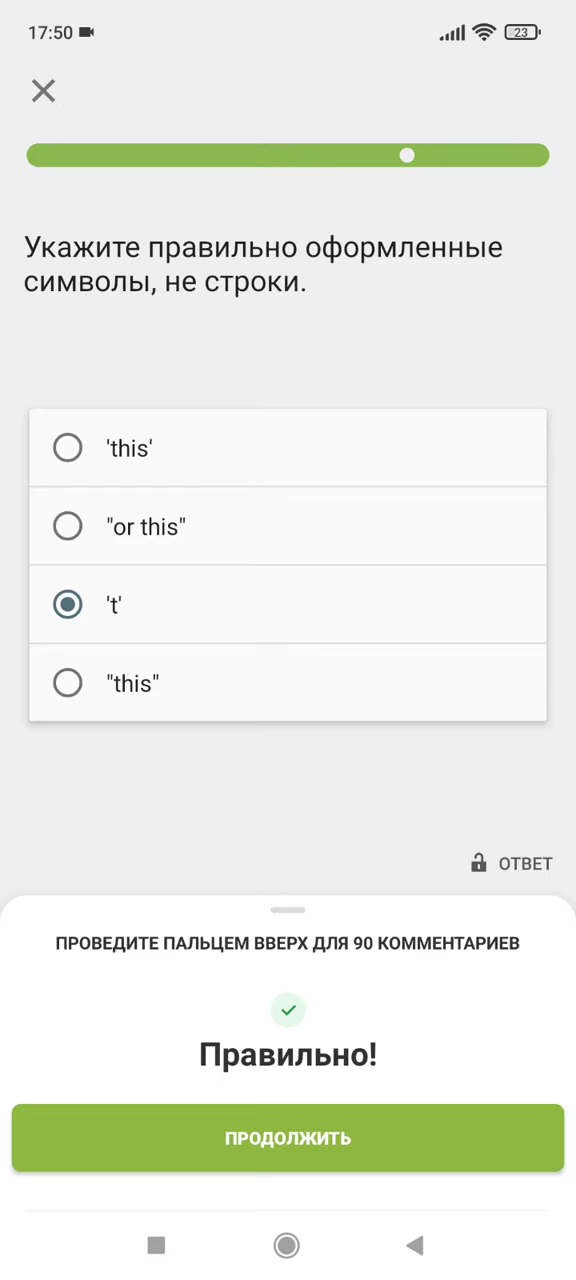 17:50
23
Укажите правильно оформленные
символы, не строки.
'this'
"or this"
't'
"this"
ОТВЕТ
ПРОВЕДИТЕ ПАЛЬЦЕМ ВВЕРХ ДЛЯ 90 КОММЕНТАРИЕВ
Правильно!
ПРОДОЛЖИТЬ